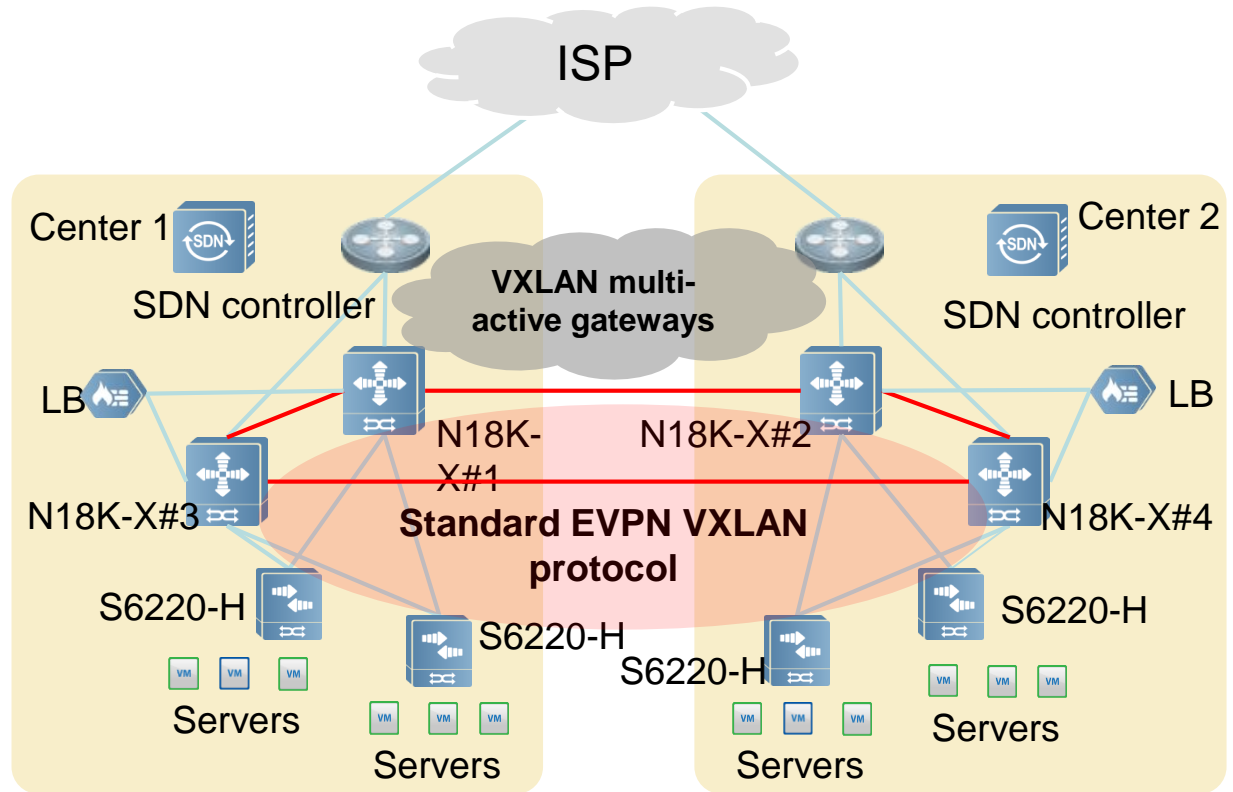 ISP
Center 1
SDN
SDN controller
VXLAN multi-
active gateways
SDN
Center 2
SDN controller
LB
LB
N18K-
X#1
N18K-X#2
N18K-X#3
N18K-X#4
Standard EVPN VXLAN
protocol
S6220-H
S6220-H
S6220-H
S6220-H
VM VM VM
Servers
VM VM VM
Servers
VM VM VM
Servers
VM VM VM
Servers